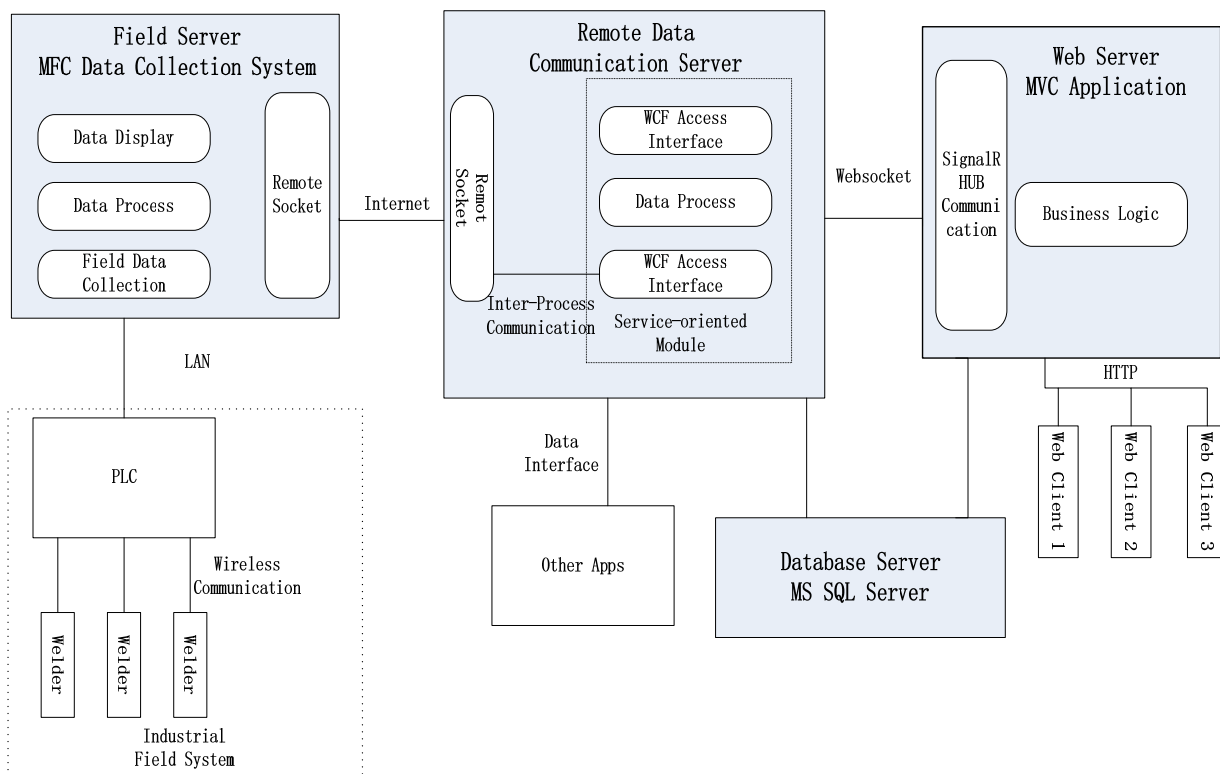 Field Server
MFC Data Collection System
Data Display
Data Process
Field Data
Collection
Remote
Socket
Internet
LAN
PLC
Wireless
Communication
Welder
Welder
Welder
Industrial
Field System
Remote Data
Communication Server
Remot
Socket
WCF Access
Interface
Data Process
WCF Access
Interface
Inter-Process
Communication
Service-oriented
Module
Data
Interface
Other Apps
Websocket
Web Server
MVC Application
SignalR
HUB
Communi
cation
Business Logic
HTTP
Web Client 1
Web Client 2
Web Client 3
Database Server
MS SQL Server